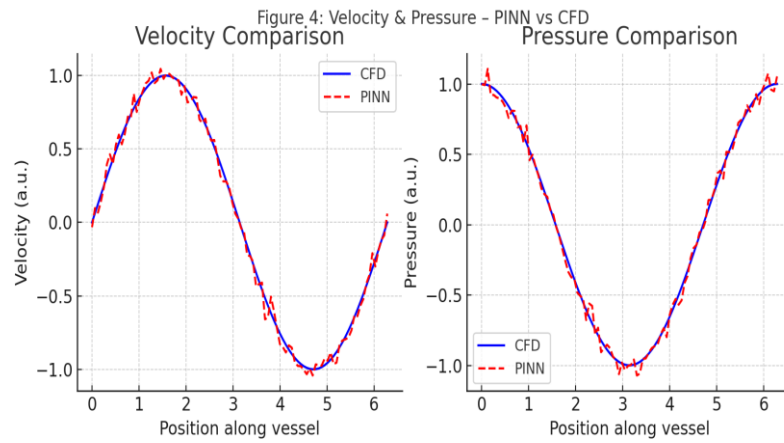 Figure 4: Velocity & Pressure – PINN vs CFD
Velocity Comparison
Velocity (a.u.)
1.0
0.5
0.0
−0.5
−1.0
CFD
PINN
0 1 2 3 4 5 6
Position along vessel
Pressure Comparison
Pressure (a.u.)
1.0
0.5
0.0
−0.5
−1.0
CFD
PINN
0 1 2 3 4 5 6
Position along vessel